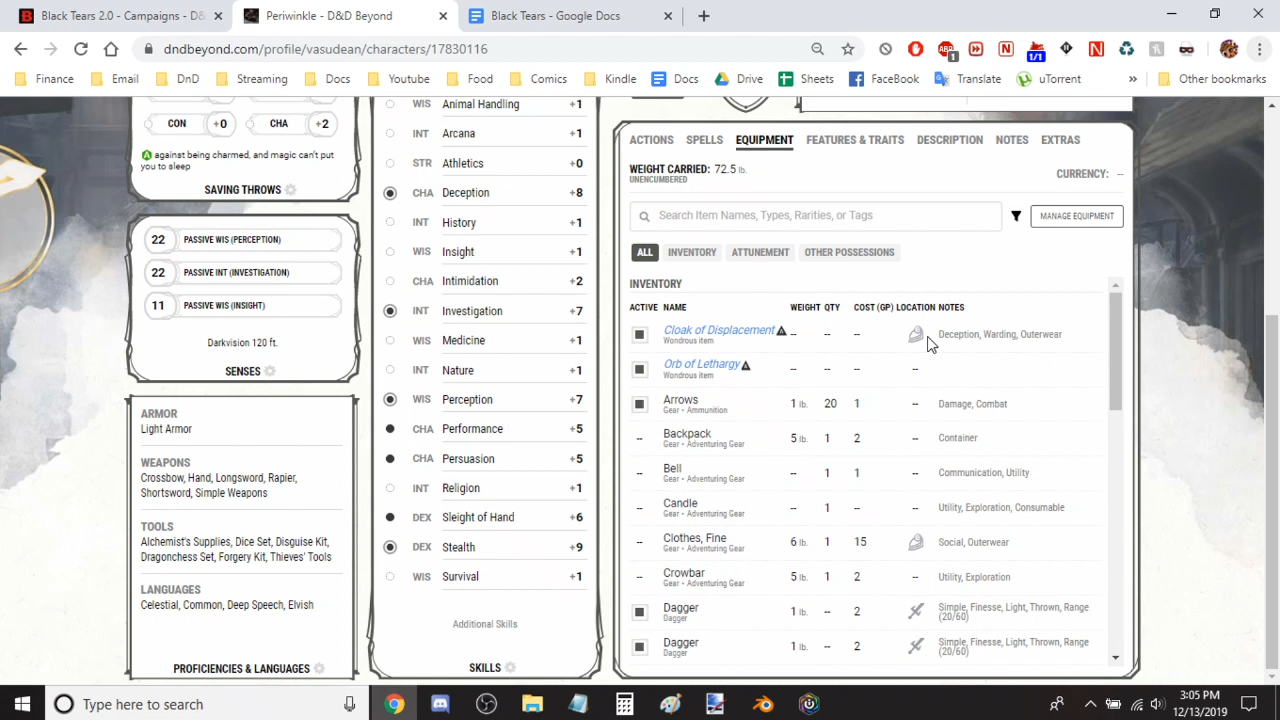 Black Tears 2.0 - Campaigns - D&
Periwinkle - D&D Beyond
Black Tears - Google Docs
dndbeyond.com/profile/vasudean/characters/17830116
1
1/1
Finance
Email
DnD
Streaming
Docs
Youtube
Food
Comics
Kindle
Docs
Drive
Sheets
FaceBook
Translate
uTorrent
Other bookmarks
CON +0 CHA +2
against being charmed, and magic can't put
you to sleep
SAVING THROWS
22 PASSIVE WIS (PERCEPTION)
22 PASSIVE INT (INVESTIGATION)
11 PASSIVE WIS (INSIGHT)
Darkvision 120 ft.
SENSES
ARMOR
Light Armor
WEAPONS
Crossbow, Hand, Longsword, Rapier,
Shortsword, Simple Weapons
TOOLS
Alchemist's Supplies, Dice Set, Disguise Kit,
Dragonchess Set, Forgery Kit, Thieves' Tools
LANGUAGES
Celestial, Common, Deep Speech, Elvish
PROFICIENCIES & LANGUAGES
WIS Animal Handling +1
INT Arcana +1
STR Athletics +0
CHA Deception +8
INT History +1
WIS Insight +1
CHA Intimidation +2
INT Investigation +7
WIS Medicine +1
INT Nature +1
WIS Perception +7
CHA Performance +5
CHA Persuasion +5
INT Religion +1
DEX Sleight of Hand +6
DEX Stealth +9
WIS Survival +1
Additional Skills
SKILLS
ACTIONS SPELLS EQUIPMENT FEATURES & TRAITS DESCRIPTION NOTES EXTRAS
WEIGHT CARRIED: 72.5 lb.
UNENCUMBERED
CURRENCY: --
Search Item Names, Types, Rarities, or Tags
MANAGE EQUIPMENT
ALL INVENTORY ATTUNEMENT OTHER POSSESSIONS
INVENTORY
ACTIVE NAME WEIGHT QTY COST (GP) LOCATION NOTES
Cloak of Displacement -- -- -- Deception, Warding, Outerwear
Wondrous item
Orb of Lethargy -- -- -- --
Wondrous item
Arrows 1 lb. 20 1 -- Damage, Combat
Gear • Ammunition
-- Backpack 5 lb. 1 2 -- Container
Gear • Adventuring Gear
-- Bell -- 1 1 -- Communication, Utility
Gear • Adventuring Gear
-- Candle -- 1 -- -- Utility, Exploration, Consumable
Gear • Adventuring Gear
-- Clothes, Fine 6 lb. 1 15 Social, Outerwear
Gear • Adventuring Gear
-- Crowbar 5 lb. 1 2 -- Utility, Exploration
Gear • Adventuring Gear
Dagger 1 lb. -- 2 Simple, Finesse, Light, Thrown, Range
Dagger (20/60)
Dagger 1 lb. -- 2 Simple, Finesse, Light, Thrown, Range
Dagger (20/60)
Type here to search
3:05 PM
12/13/2019